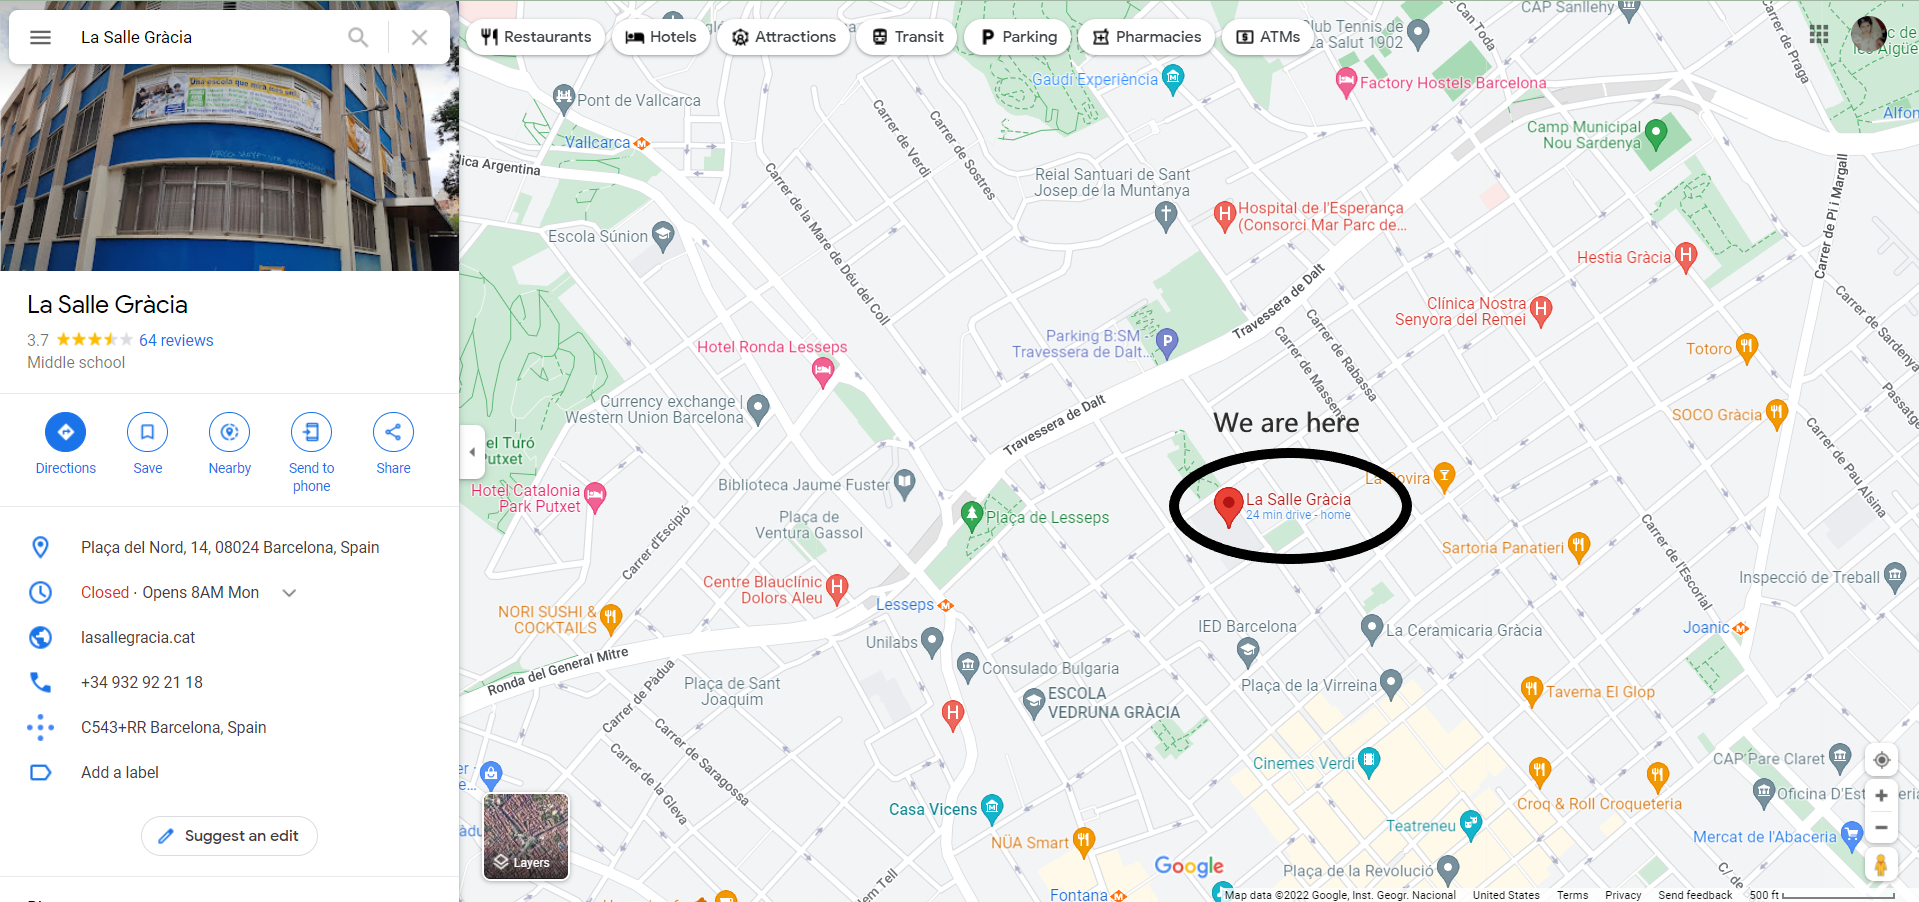 La Salle Gràcia
Restaurants
Hotels
Attractions
Transit
Parking
Pharmacies
ATMs
Una escola que
La Salle Gràcia
3.7
64 reviews
Middle school
Directions
Save
Nearby
Send to
phone
Share
Plaça del Nord, 14, 08024 Barcelona, Spain
Closed · Opens 8AM Mon
lasallegracia.cat
+34 932 92 21 18
C543+RR Barcelona, Spain
Add a label
Suggest an edit
Layers
CAP Sanllehy
Club Tennis de
La Salut 1902
Can Toda
Carrer de Praga
Gaudí Experiència
Factory Hostels Barcelona
Pont de Vallcarca
Alfon
Vallcarca
Camp Municipal
Nou Sardenya
Carrer de Verdi
Carrer de Sostres
ica Argentina
Reial Santuari de Sant
Josep de la Muntanya
Carrer de la Mare de Déu del Coll
Carrer de Pi i Margall
Hospital de l'Esperança
(Consorci Mar Parc de...
Escola Súnion
Hestia Gràcia
Travessera de Dalt
Clínica Nostra
Senyora del Remei
Carrer de Sardenya
Parking B:SM -
Travessera de Dalt...
Carrer de Rabassa
Carrer de Massens
Hotel Ronda Lesseps
Totoro
Passatge
Currency exchange |
Western Union Barcelona
Travessera de Dalt
SOCO Gràcia
We are here
Carrer de Pau Alsina
el Turó
Putxet
La Rovira
Hotel Catalonia
Park Putxet
Biblioteca Jaume Fuster
La Salle Gràcia
24 min drive - home
Plaça de
Ventura Gassol
Plaça de Lesseps
Carrer d'Escipió
Sartoria Panatieri
Carrer de l'Escorial
Centre Blauclínic
Dolors Aleu
Inspecció de Treball
Lesseps
NORI SUSHI &
COCKTAILS
Unilabs
IED Barcelona
La Ceramicaria Gràcia
Joanic
Ronda del General Mitre
Consulado Bulgaria
Carrer de Pàdua
Plaça de Sant
Joaquim
Plaça de la Virreina
Taverna El Glop
ESCOLA
VEDRUNA GRÀCIA
Carrer de Saragossa
Carrer de la Gleva
Cinemes Verdi
CAP Pare Claret
Oficina D'Est
Casa Vicens
Croq & Roll Croqueteria
Teatreneu
Mercat de l'Abaceria
NÜA Smart
Plaça de la Revolució
Google
Fontana
Map data ©2022 Google, Inst. Geogr. Nacional
United States
Terms
Privacy
Send feedback
500 ft